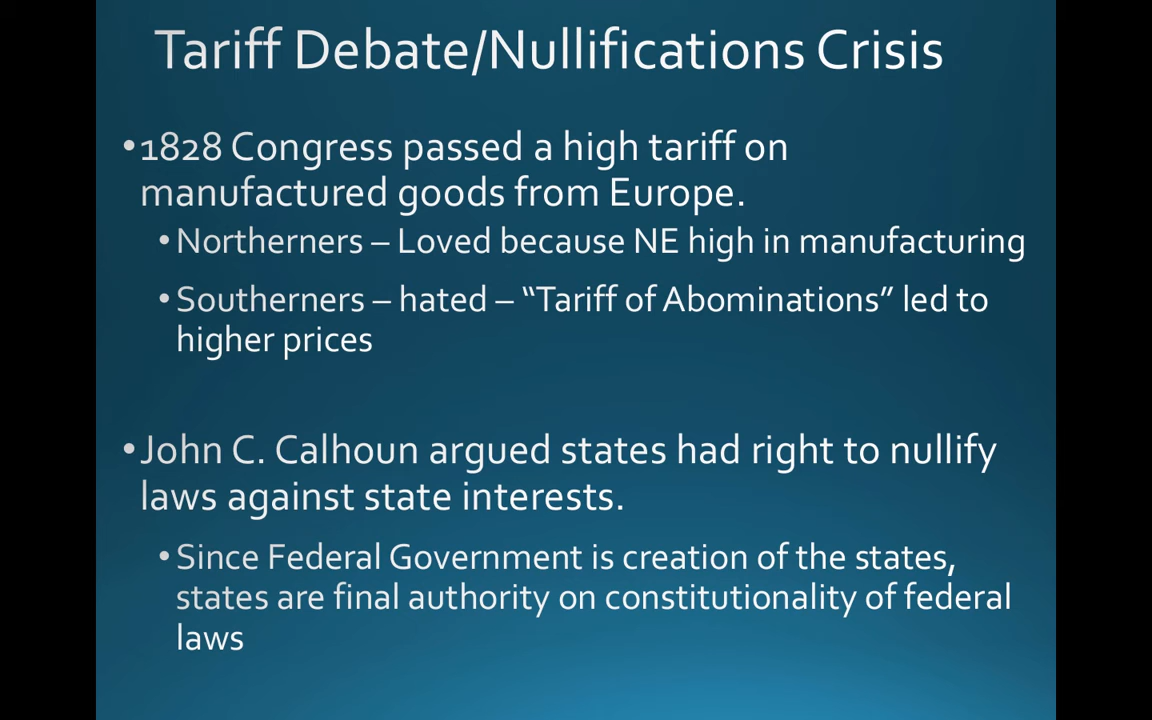 Tariff Debate/Nullifications Crisis
•1828 Congress passed a high tariff on
manufactured goods from Europe.
•Northerners – Loved because NE high in manufacturing
•Southerners – hated – “Tariff of Abominations” led to
higher prices
•John C. Calhoun argued states had right to nullify
laws against state interests.
•Since Federal Government is creation of the states,
states are final authority on constitutionality of federal
laws